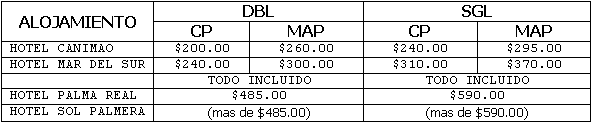 ALOJAMIENTO DBL SGL
CP MAP CP MAP
HOTEL CANIMAO $200.00 $260.00 $240.00 $295.00
HOTEL MAR DEL SUR $240.00 $300.00 $310.00 $370.00
TODO INCLUIDO TODO INCLUIDO
HOTEL PALMA REAL $485.00 $590.00
HOTEL SOL PALMERA (mas de $485.00) (mas de $590.00)